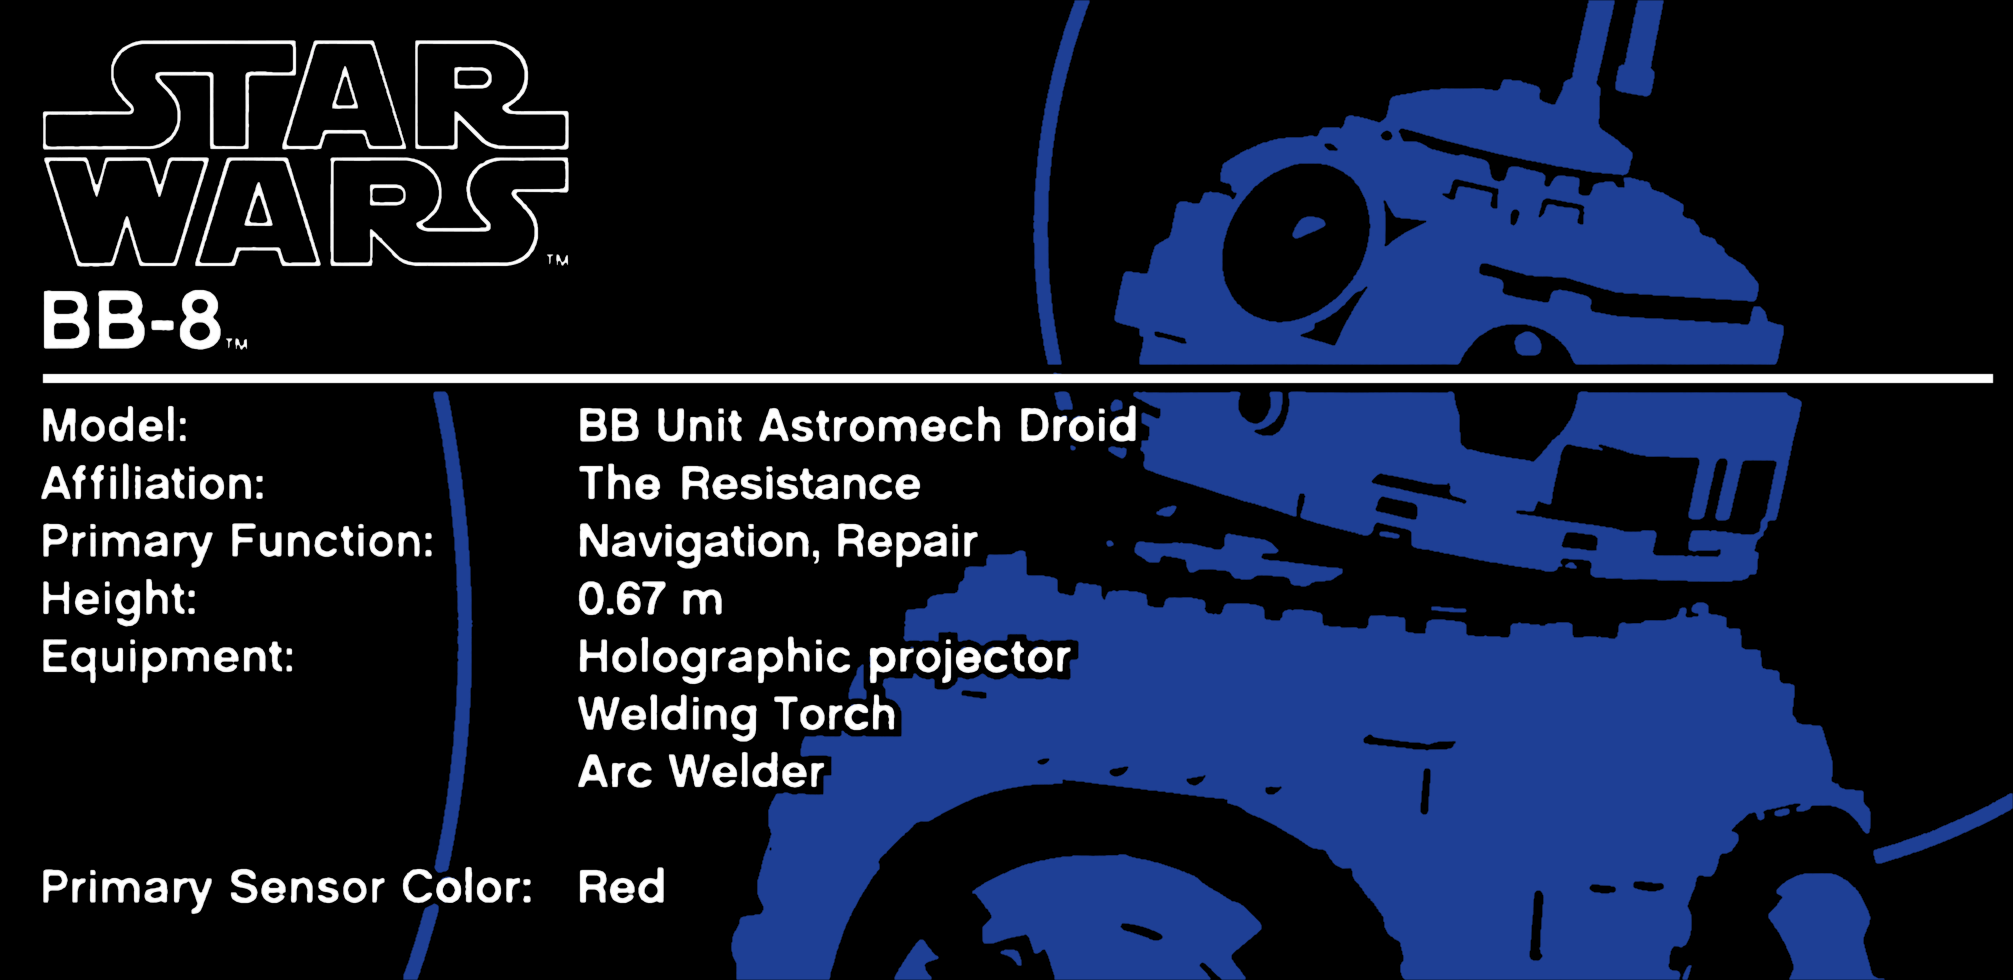 STAR
WARS™
BB-8™
Model: BB Unit Astromech Droid
Affiliation: The Resistance
Primary Function: Navigation, Repair
Height: 0.67 m
Equipment: Holographic projector
Welding Torch
Arc Welder
Primary Sensor Color: Red